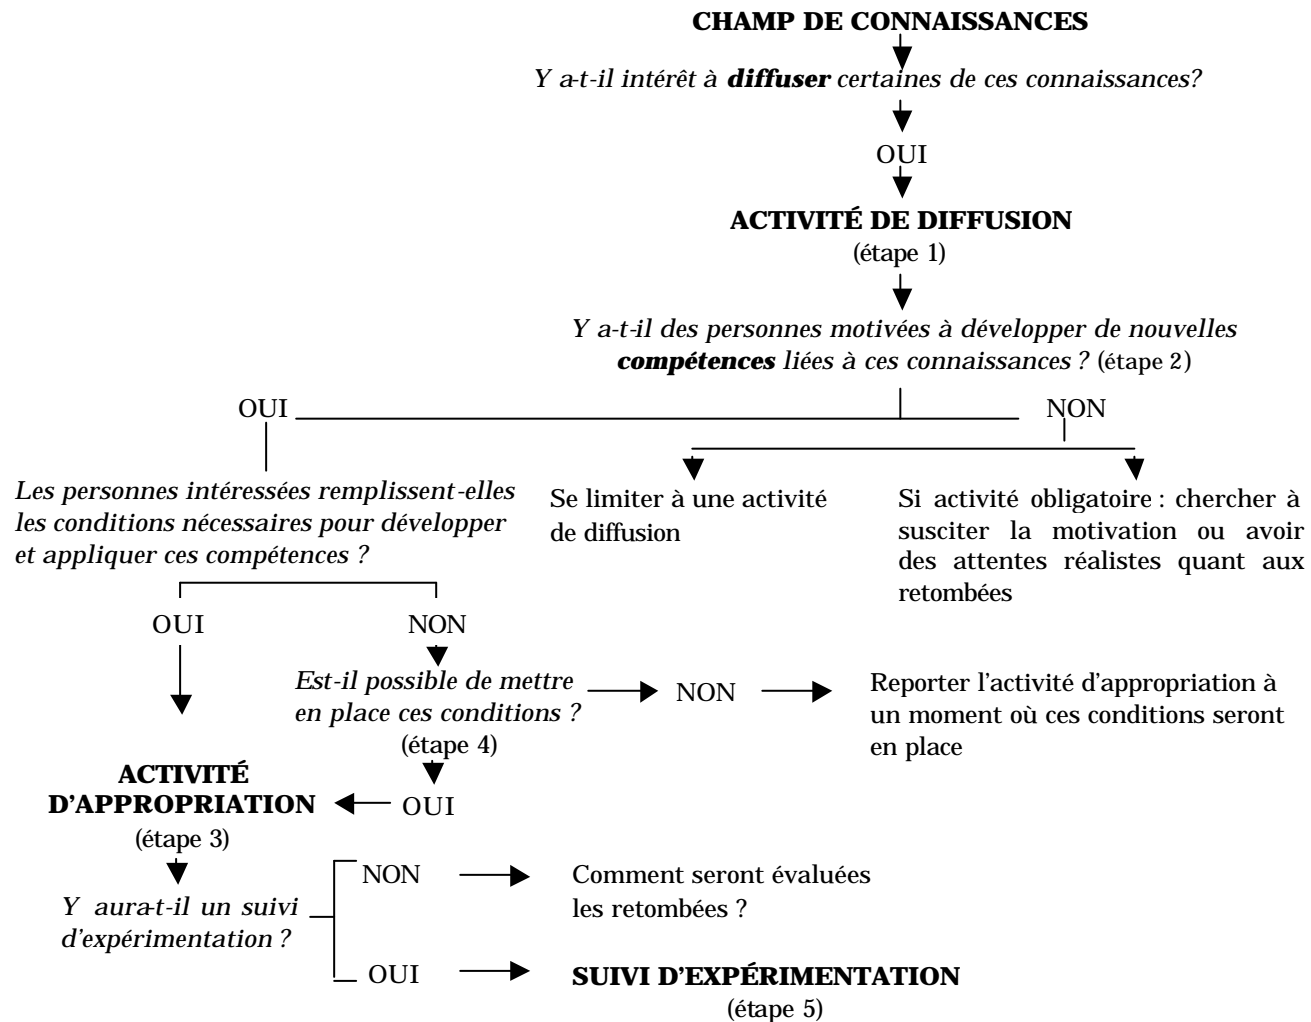 CHAMP DE CONNAISSANCES
Y a-t-il intérêt à diffuser certaines de ces connaissances?
OUI
ACTIVITÉ DE DIFFUSION
(étape 1)
Y a-t-il des personnes motivées à développer de nouvelles
compétences liées à ces connaissances ? (étape 2)
OUI
NON
Les personnes intéressées remplissent-elles
les conditions nécessaires pour développer
et appliquer ces compétences ?
Se limiter à une activité
de diffusion
Si activité obligatoire : chercher à
susciter la motivation ou avoir
des attentes réalistes quant aux
retombées
OUI
NON
Est-il possible de mettre
en place ces conditions ?
(étape 4)
NON
Reporter l'activité d'appropriation à
un moment où ces conditions seront
en place
ACTIVITÉ
D'APPROPRIATION
(étape 3)
OUI
Y aura-t-il un suivi
d'expérimentation ?
NON
Comment seront évaluées
les retombées ?
OUI
SUIVI D'EXPÉRIMENTATION
(étape 5)